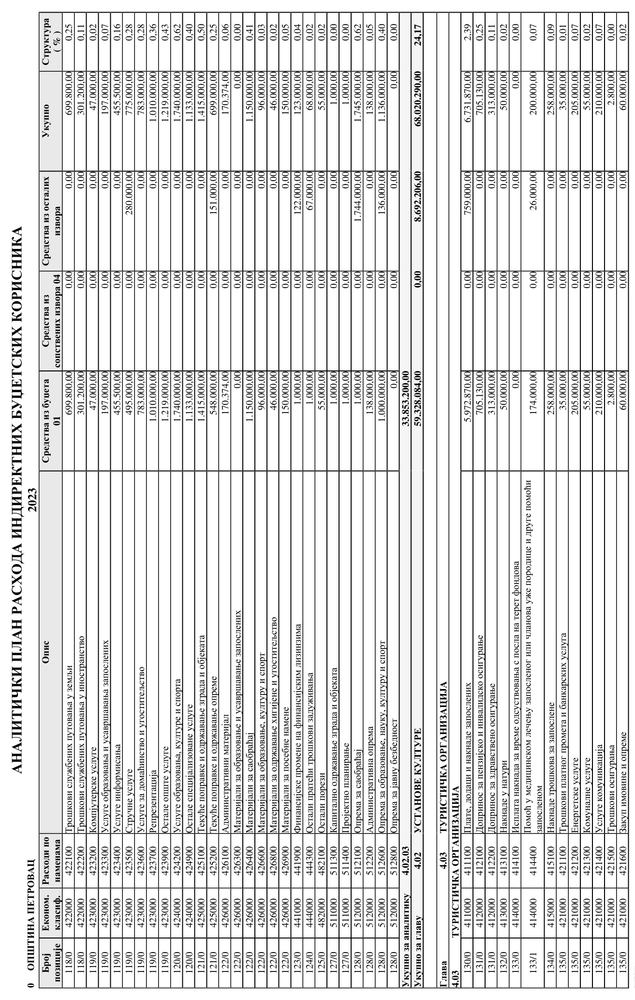 АНАЛИТИЧКИ ПЛАН РАСХОДА ИНДИРЕКТНИХ БУЏЕТСКИХ КОРИСНИКА
0 ОПШТИНА ПЕТРОВАЦ 2023
Број позиције Економ. класиф. Расходи по наменама Опис Средства из буџета 01 Средства из сопствених извора 04 Средства из осталих извора Укупно Структура ( % )
118/0 422000 422100 Трошкови службених путовања у земљи 699.800,00 0,00 0,00 699.800,00 0,25
118/0 422000 422200 Трошкови службених путовања у иностранство 301.200,00 0,00 0,00 301.200,00 0,11
119/0 423000 423200 Компјутерске услуге 47.000,00 0,00 0,00 47.000,00 0,02
119/0 423000 423300 Услуге образовања и усавршавања запослених 197.000,00 0,00 0,00 197.000,00 0,07
119/0 423000 423400 Услуге информисања 455.500,00 0,00 0,00 455.500,00 0,16
119/0 423000 423500 Стручне услуге 495.000,00 0,00 280.000,00 775.000,00 0,28
119/0 423000 423600 Услуге за домаћинство и угоститељство 783.000,00 0,00 0,00 783.000,00 0,28
119/0 423000 423700 Репрезентација 1.010.000,00 0,00 0,00 1.010.000,00 0,36
119/0 423000 423900 Остале опште услуге 1.219.000,00 0,00 0,00 1.219.000,00 0,43
120/0 424000 424200 Услуге образовања, културе и спорта 1.740.000,00 0,00 0,00 1.740.000,00 0,62
120/0 424000 424900 Остале специјализоване услуге 1.133.000,00 0,00 0,00 1.133.000,00 0,40
121/0 425000 425100 Текуће поправке и одржавање зграда и објеката 1.415.000,00 0,00 0,00 1.415.000,00 0,50
121/0 425000 425200 Текуће поправке и одржавање опреме 548.000,00 0,00 151.000,00 699.000,00 0,25
122/0 426000 426100 Административни материјал 170.374,00 0,00 0,00 170.374,00 0,06
122/0 426000 426300 Материјали за образовање и усавршавање запослених 0,00 0,00 0,00 0,00 0,00
122/0 426000 426400 Материјали за саобраћај 1.150.000,00 0,00 0,00 1.150.000,00 0,41
122/0 426000 426600 Материјали за образовање, културу и спорт 96.000,00 0,00 0,00 96.000,00 0,03
122/0 426000 426800 Материјали за одржавање хигијене и угоститељство 46.000,00 0,00 0,00 46.000,00 0,02
122/0 426000 426900 Материјали за посебне намене 150.000,00 0,00 0,00 150.000,00 0,05
123/0 441000 441900 Финансијске промене на финансијским лизинзима 1.000,00 0,00 122.000,00 123.000,00 0,04
124/0 444000 444300 Остали пратећи трошкови задуживања 1.000,00 0,00 67.000,00 68.000,00 0,02
125/0 482000 482100 Остали порези 55.000,00 0,00 0,00 55.000,00 0,02
127/0 511000 511300 Капитално одржавање зграда и објеката 1.000,00 0,00 0,00 1.000,00 0,00
127/0 511000 511400 Пројектно планирање 1.000,00 0,00 0,00 1.000,00 0,00
128/0 512000 512100 Опрема за саобраћај 1.000,00 0,00 1.744.000,00 1.745.000,00 0,62
128/0 512000 512200 Административна опрема 138.000,00 0,00 0,00 138.000,00 0,05
128/0 512000 512600 Опрема за образовање, науку, културу и спорт 1.000.000,00 0,00 136.000,00 1.136.000,00 0,40
128/0 512000 512800 Опрема за јавну безбедност 0,00 0,00 0,00 0,00 0,00
Укупно за аналитику 4.02.03 33.853.200,00
Укупно за главу 4.02 УСТАНОВЕ КУЛТУРЕ 59.328.084,00 0,00 8.692.206,00 68.020.290,00 24,17
Глава 4.03 ТУРИСТИЧКА ОРГАНИЗАЦИЈА
4.03 ТУРИСТИЧКА ОРГАНИЗАЦИЈА
130/0 411000 411100 Плате, додаци и накнаде запослених 5.972.870,00 0,00 759.000,00 6.731.870,00 2,39
131/0 412000 412100 Допринос за пензијско и инвалидско осигурање 705.130,00 0,00 0,00 705.130,00 0,25
131/0 412000 412200 Допринос за здравствено осигурање 313.000,00 0,00 0,00 313.000,00 0,11
132/0 413000 413100 Накнаде у натури 50.000,00 0,00 0,00 50.000,00 0,02
133/0 414000 414100 Исплата накнада за време одсуствовања с посла на терет фондова 0,00 0,00 0,00 0,00 0,00
133/1 414000 414400 Помоћ у медицинском лечењу запосленог или чланова уже породице и друге помоћи запосленом 174.000,00 0,00 26.000,00 200.000,00 0,07
134/0 415000 415100 Накнаде трошкова за запослене 258.000,00 0,00 0,00 258.000,00 0,09
135/0 421000 421100 Трошкови платног промета и банкарских услуга 35.000,00 0,00 0,00 35.000,00 0,01
135/0 421000 421200 Енергетске услуге 205.000,00 0,00 0,00 205.000,00 0,07
135/0 421000 421300 Комуналне услуге 55.000,00 0,00 0,00 55.000,00 0,02
135/0 421000 421400 Услуге комуникација 210.000,00 0,00 0,00 210.000,00 0,07
135/0 421000 421500 Трошкови осигурања 2.800,00 0,00 0,00 2.800,00 0,00
135/0 421000 421600 Закуп имовине и опреме 60.000,00 0,00 0,00 60.000,00 0,02